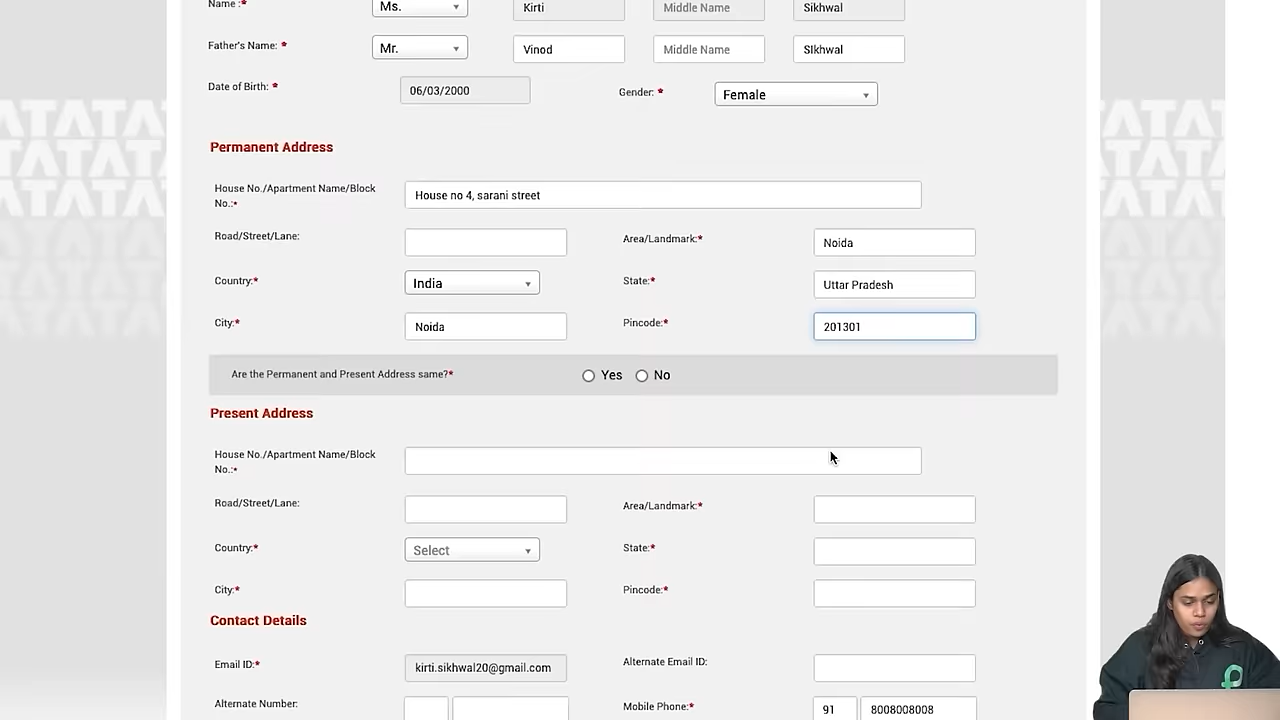 Name : * Ms. Kirti Middle Name Sikhwal
Father's Name: * Mr. Vinod Middle Name SIkhwal
Date of Birth: * 06/03/2000 Gender: * Female
Permanent Address
House No./Apartment Name/Block
No.:* House no 4, sarani street
Road/Street/Lane: Area/Landmark:* Noida
Country:* India State:* Uttar Pradesh
City:* Noida Pincode:* 201301
Are the Permanent and Present Address same?* Yes No
Present Address
House No./Apartment Name/Block
No.:*
Road/Street/Lane: Area/Landmark:*
Country:* Select State:*
City:* Pincode:*
Contact Details
Email ID:* kirti.sikhwal20@gmail.com Alternate Email ID:
Alternate Number: Mobile Phone:* 91 8008008008